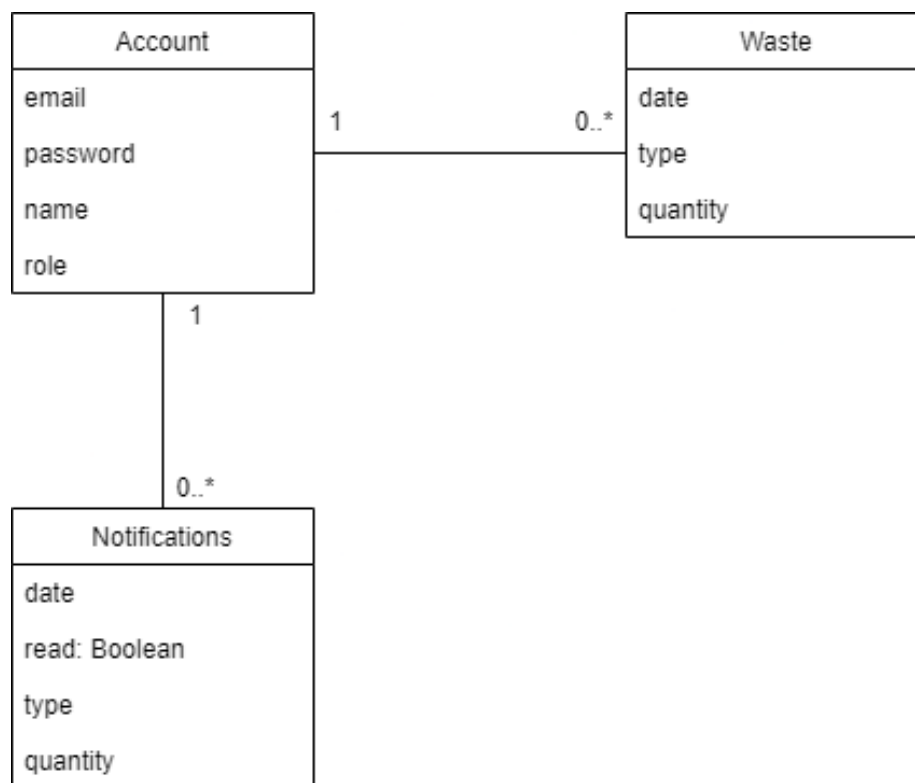 Account
email
password
name
role
1
0..*
Waste
date
type
quantity
1
0..*
Notifications
date
read: Boolean
type
quantity